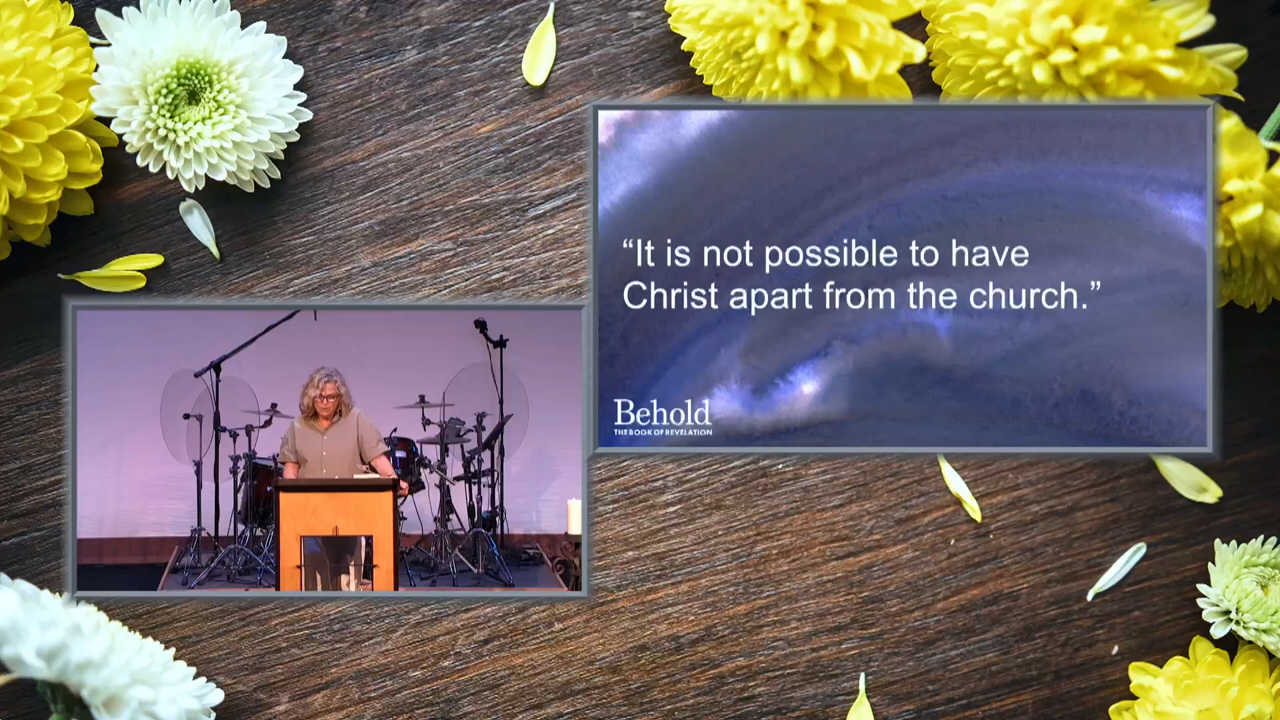 “It is not possible to have
Christ apart from the church.”
Behold
THE BOOK OF REVELATION